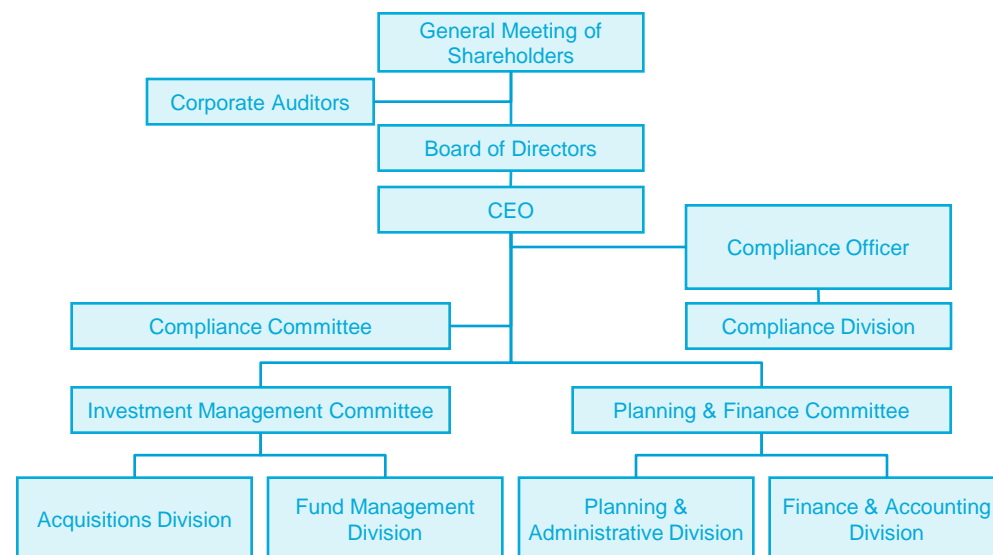 General Meeting of
Shareholders
Corporate Auditors
Board of Directors
CEO
Compliance Officer
Compliance Committee
Compliance Division
Investment Management Committee
Planning & Finance Committee
Acquisitions Division
Fund Management
Division
Planning &
Administrative Division
Finance & Accounting
Division